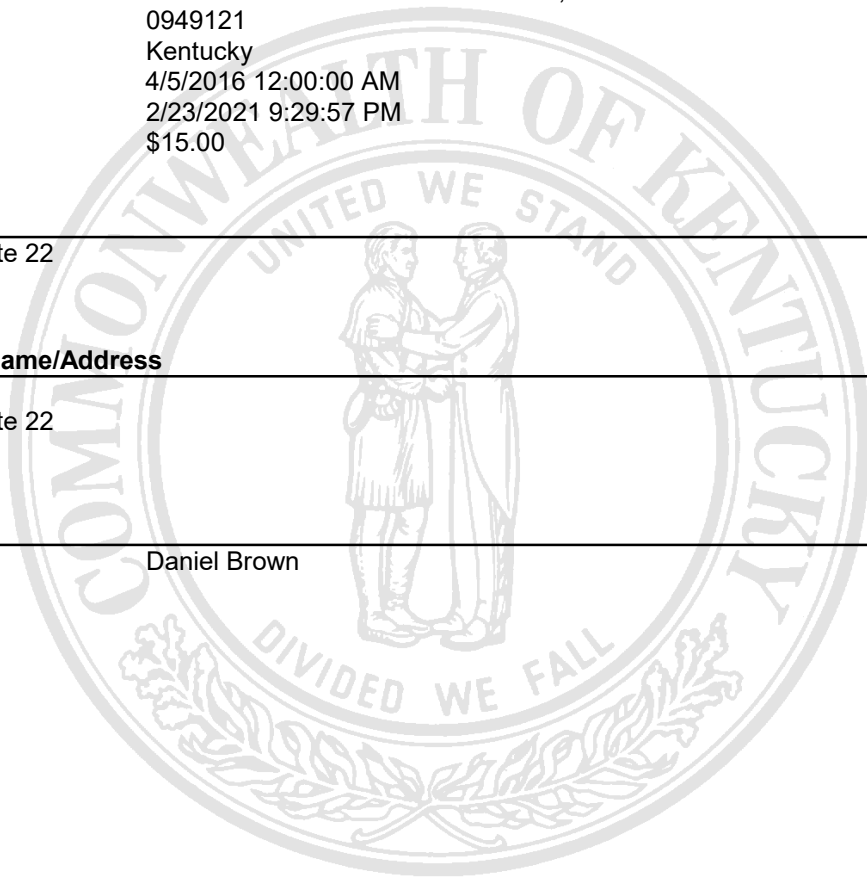 0949121
Kentucky
4/5/2016 12:00:00 AM
2/23/2021 9:29:57 PM
$15.00
COMMONWEALTH OF KENTUCKY
UNITED WE STAND
te 22
ame/Address
te 22
Daniel Brown
DIVIDED WE FALL